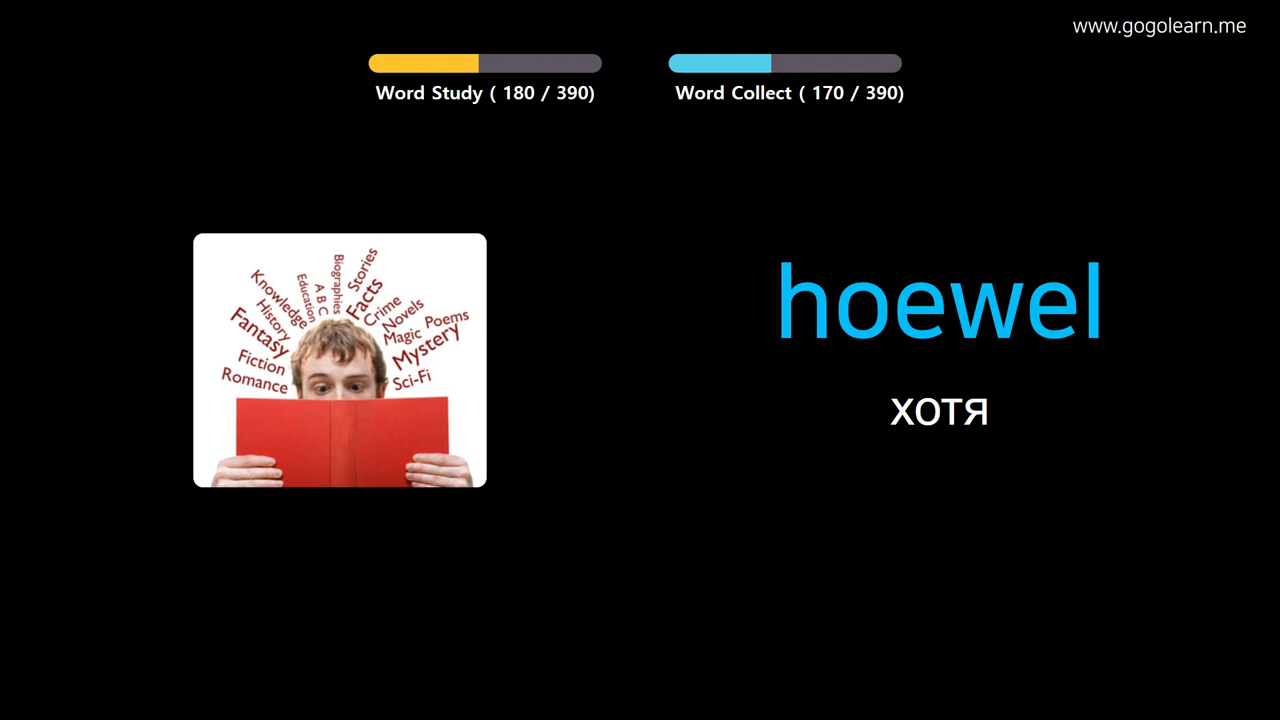 www.gogolearn.me
Word Study ( 180 / 390)
Word Collect ( 170 / 390)
hoewel
хотя
Knowledge
History
Fantasy
Fiction
Romance
Education
A B C
Biographies
Stories
Facts
Crime
Novels
Magic
Poems
Mystery
Sci-Fi